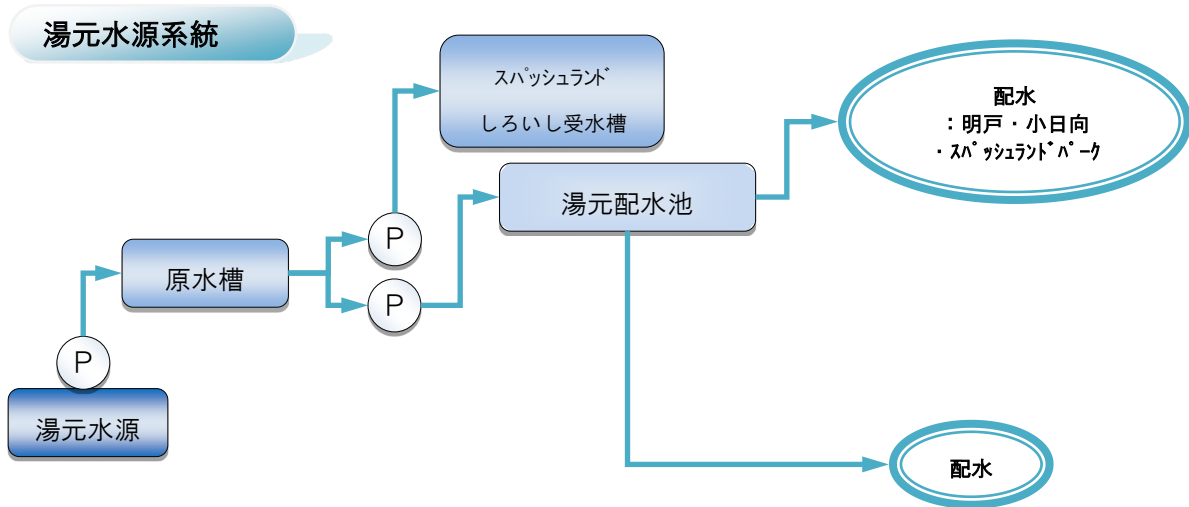 湯元水源系統
スパッシュランド
しろいし受水槽
配水
：明戸・小日向
・スパッシュランドパーク
湯元配水池
P
原水槽
P
P
湯元水源
配水